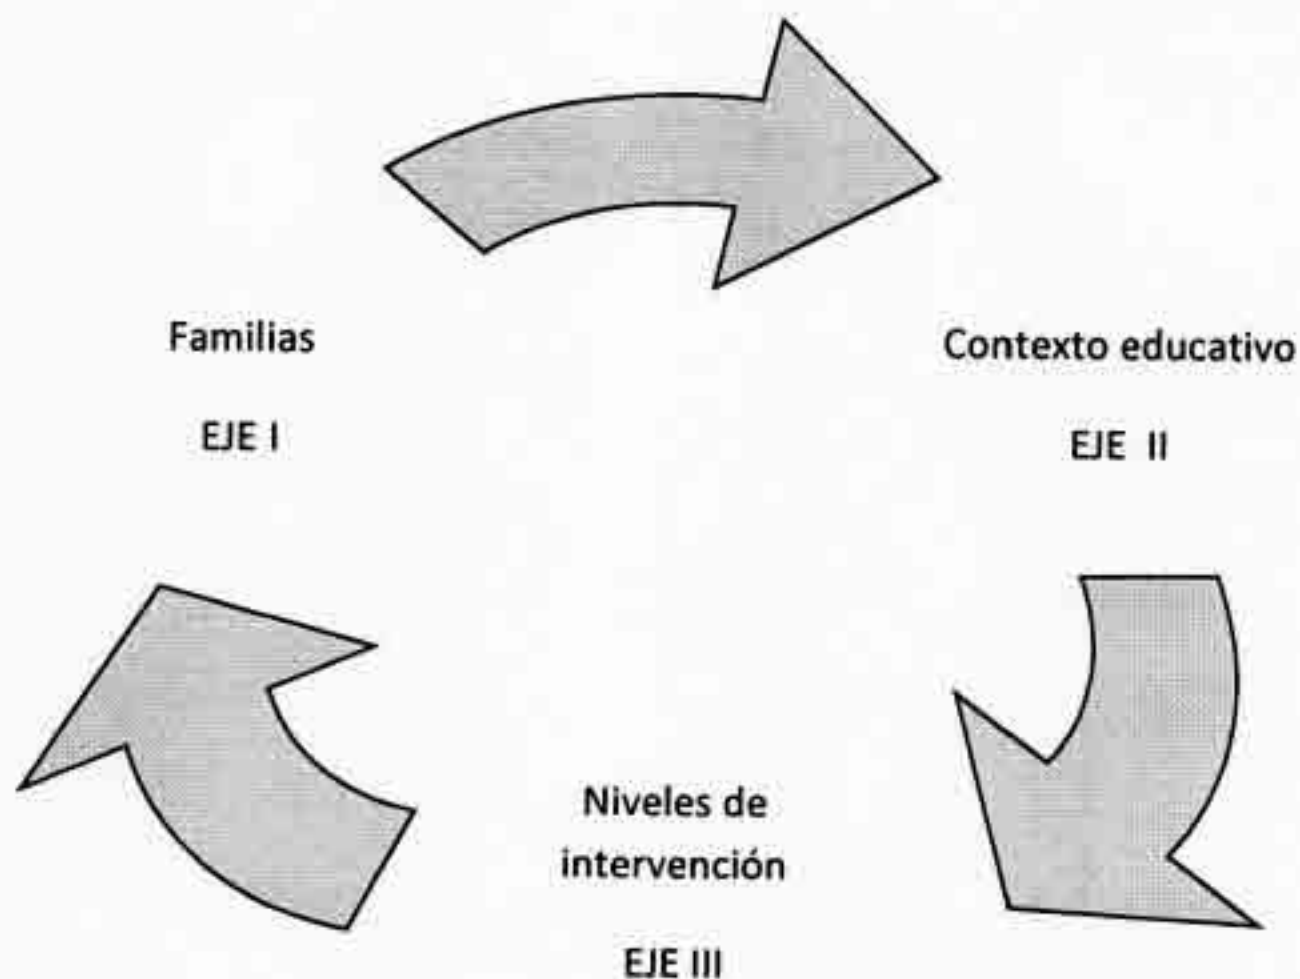 Familias
EJE I
Contexto educativo
EJE II
Niveles de
intervención
EJE III